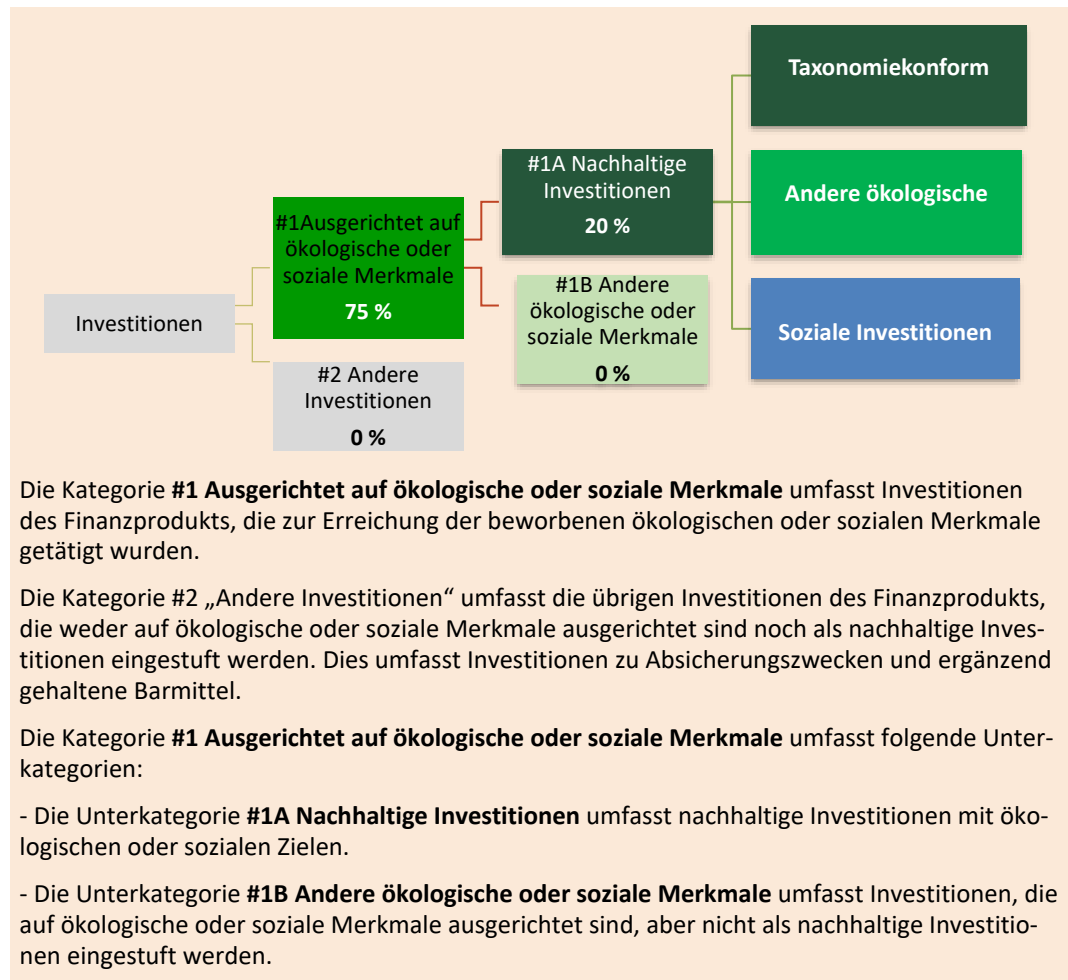 Taxonomiekonform
#1A Nachhaltige
Investitionen
20 %
Andere ökologische
#1Ausgerichtet auf
ökologische oder
soziale Merkmale
75 %
#1B Andere
ökologische oder
soziale Merkmale
0 %
Investitionen
Soziale Investitionen
#2 Andere
Investitionen
0 %
Die Kategorie #1 Ausgerichtet auf ökologische oder soziale Merkmale umfasst Investitionen
des Finanzprodukts, die zur Erreichung der beworbenen ökologischen oder sozialen Merkmale
getätigt wurden.
Die Kategorie #2 „Andere Investitionen“ umfasst die übrigen Investitionen des Finanzprodukts,
die weder auf ökologische oder soziale Merkmale ausgerichtet sind noch als nachhaltige Inves-
titionen eingestuft werden. Dies umfasst Investitionen zu Absicherungszwecken und ergänzend
gehaltene Barmittel.
Die Kategorie #1 Ausgerichtet auf ökologische oder soziale Merkmale umfasst folgende Unter-
kategorien:
- Die Unterkategorie #1A Nachhaltige Investitionen umfasst nachhaltige Investitionen mit öko-
logischen oder sozialen Zielen.
- Die Unterkategorie #1B Andere ökologische oder soziale Merkmale umfasst Investitionen, die
auf ökologische oder soziale Merkmale ausgerichtet sind, aber nicht als nachhaltige Investitio-
nen eingestuft werden.